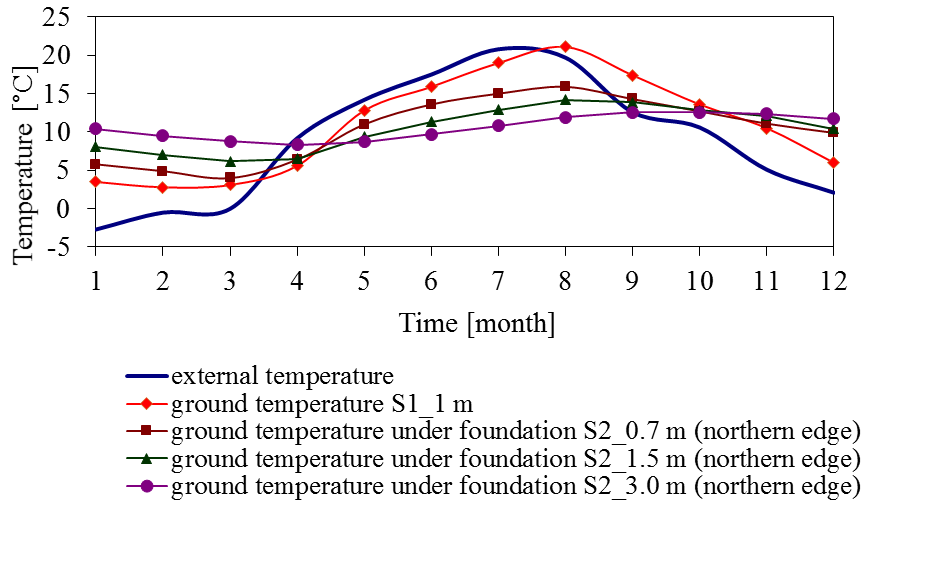 25
20
15
10
5
0
-5
Temperature [°C]
1 2 3 4 5 6 7 8 9 10 11 12
Time [month]
external temperature
ground temperature S1_1 m
ground temperature under foundation S2_0.7 m (northern edge)
ground temperature under foundation S2_1.5 m (northern edge)
ground temperature under foundation S2_3.0 m (northern edge)